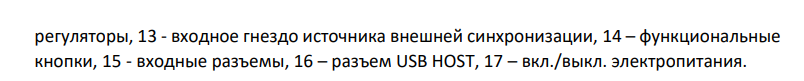 регуляторы, 13 - входное гнездо источника внешней синхронизации, 14 – функциональные
кнопки, 15 - входные разъемы, 16 – разъем USB HOST, 17 – вкл./выкл. электропитания.